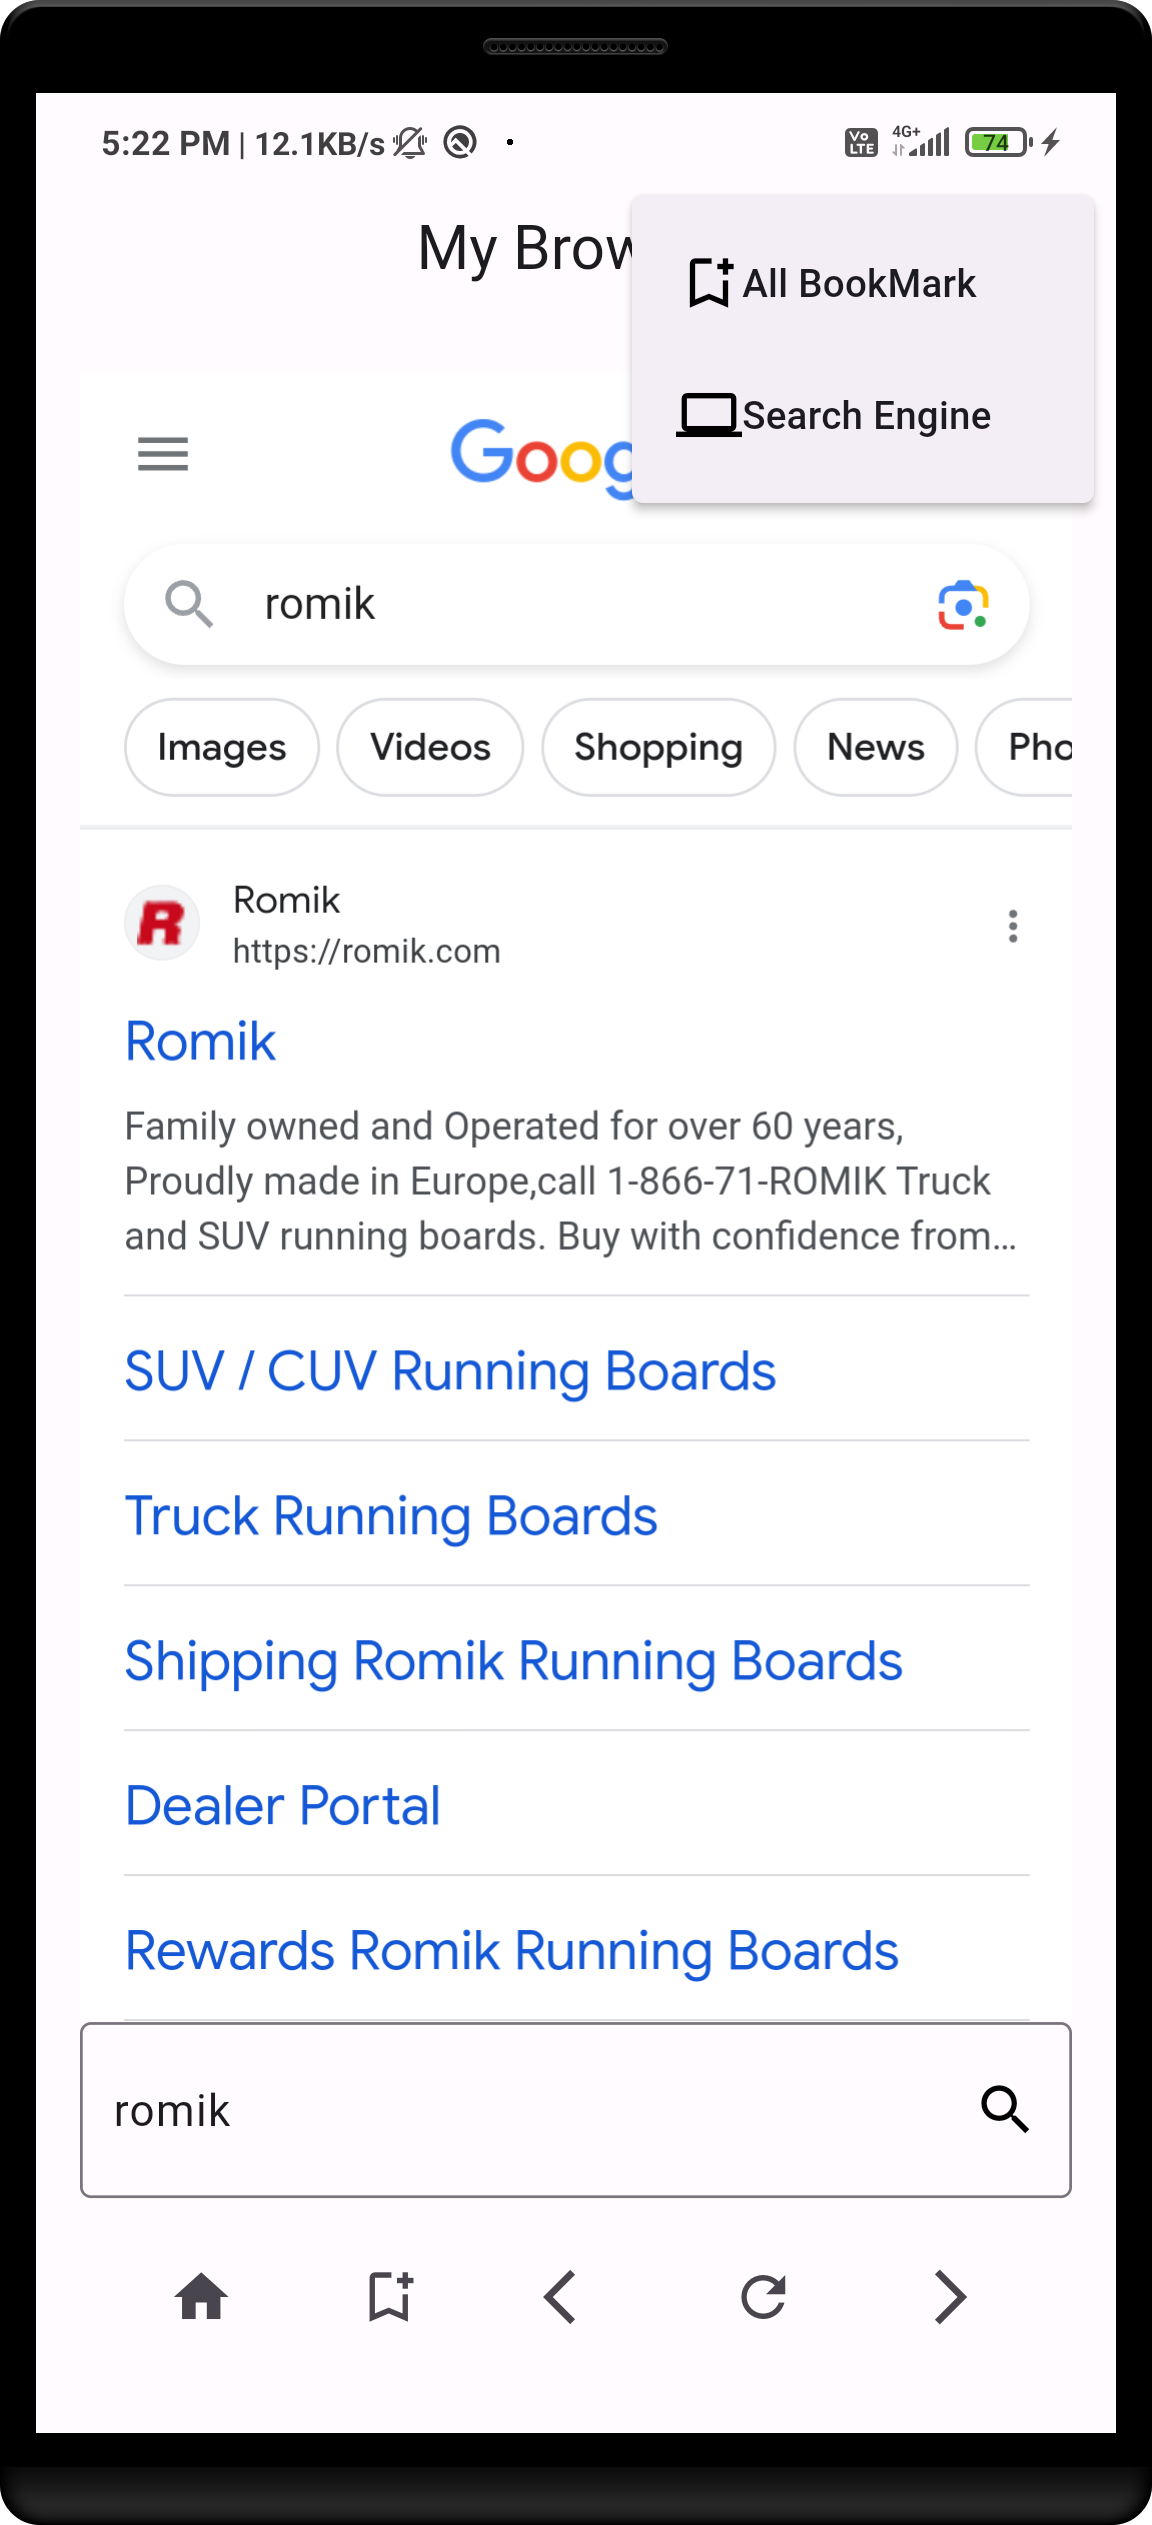 5:22 PM | 12.1KB/s
Vo LTE 4G+ 74
My Brow
All BookMark
Search Engine
Goog
romik
Images Videos Shopping News Pho
Romik
https://romik.com
Romik
Family owned and Operated for over 60 years,
Proudly made in Europe,call 1-866-71-ROMIK Truck
and SUV running boards. Buy with confidence from...
SUV / CUV Running Boards
Truck Running Boards
Shipping Romik Running Boards
Dealer Portal
Rewards Romik Running Boards
romik